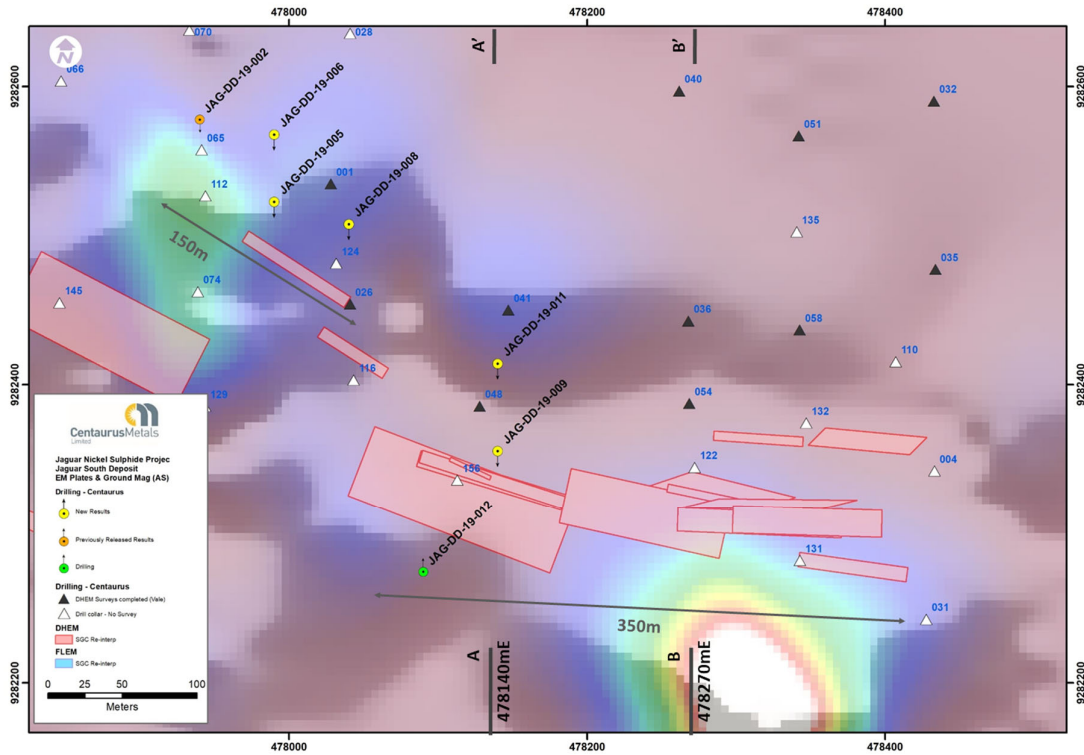 478000
478200
478400
070
028
A'
B'
9282600
9282600
N
066
JAG-DD-19-002
JAG-DD-19-006
040
032
065
051
JAG-DD-19-005
112
001
JAG-DD-19-008
150m
135
124
035
074
145
026
041
036
058
JAG-DD-19-011
110
9282400
9282400
116
129
048
054
132
JAG-DD-19-009
CentaurusMetals
Limited
156
122
004
Jaguar Nickel Sulphide Projec
Jaguar South Deposit
EM Plates & Ground Mag (AS)
Drilling - Centaurus
New Results
Previously Released Results
Drilling
JAG-DD-19-012
131
Drilling - Centaurus
DHEM Surveys completed (Vale)
Drill collar - No Survey
350m
031
DHEM
SGC Re-interp
FLEM
SGC Re-interp
A
478140mE
B
478270mE
0 25 50 100
Meters
9282200
9282200
478000
478200
478400